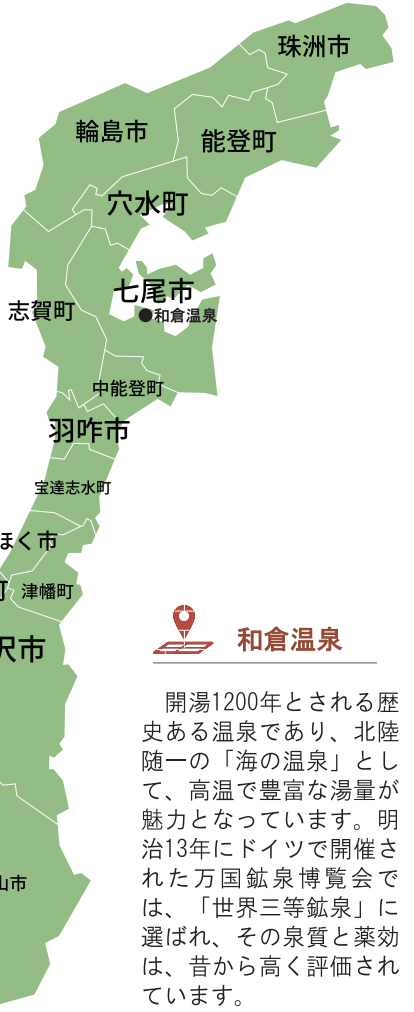 珠洲市
輪島市
能登町
穴水町
七尾市
志賀町
●和倉温泉
中能登町
羽咋市
宝達志水町
ほく市
町
津幡町
沢市
山市
和倉温泉
開湯1200年とされる歴
史ある温泉であり、北陸
随一の「海の温泉」とし
て、高温で豊富な湯量が
魅力となっています。明
治13年にドイツで開催さ
れた万国鉱泉博覧会で
は、「世界三等鉱泉」に
選ばれ、その泉質と薬効
は、昔から高く評価され
ています。